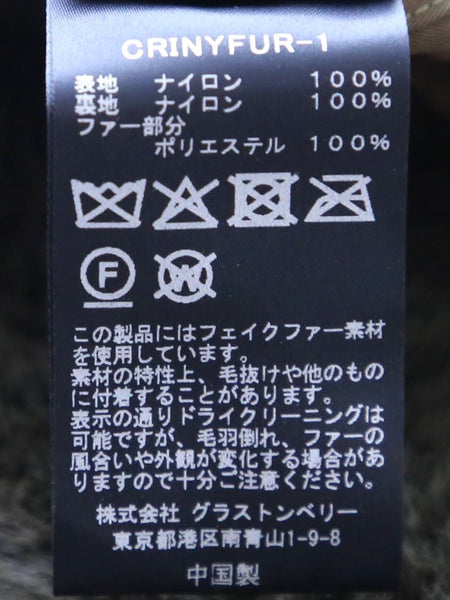 CRINYFUR-1
表地 ナイロン 100%
裏地 ナイロン 100%
ファー部分
ポリエステル 100%
F W
この製品にはフェイクファー素材
を使用しています。
素材の特性上、毛抜けや他のもの
に付着することがあります。
表示の通りドライクリーニングは
可能ですが、毛羽倒れ、ファーの
風合いや外観が変化する場合があ
りますので十分ご注意ください。
株式会社 グラストンベリー
東京都港区南青山1-9-8
中国製